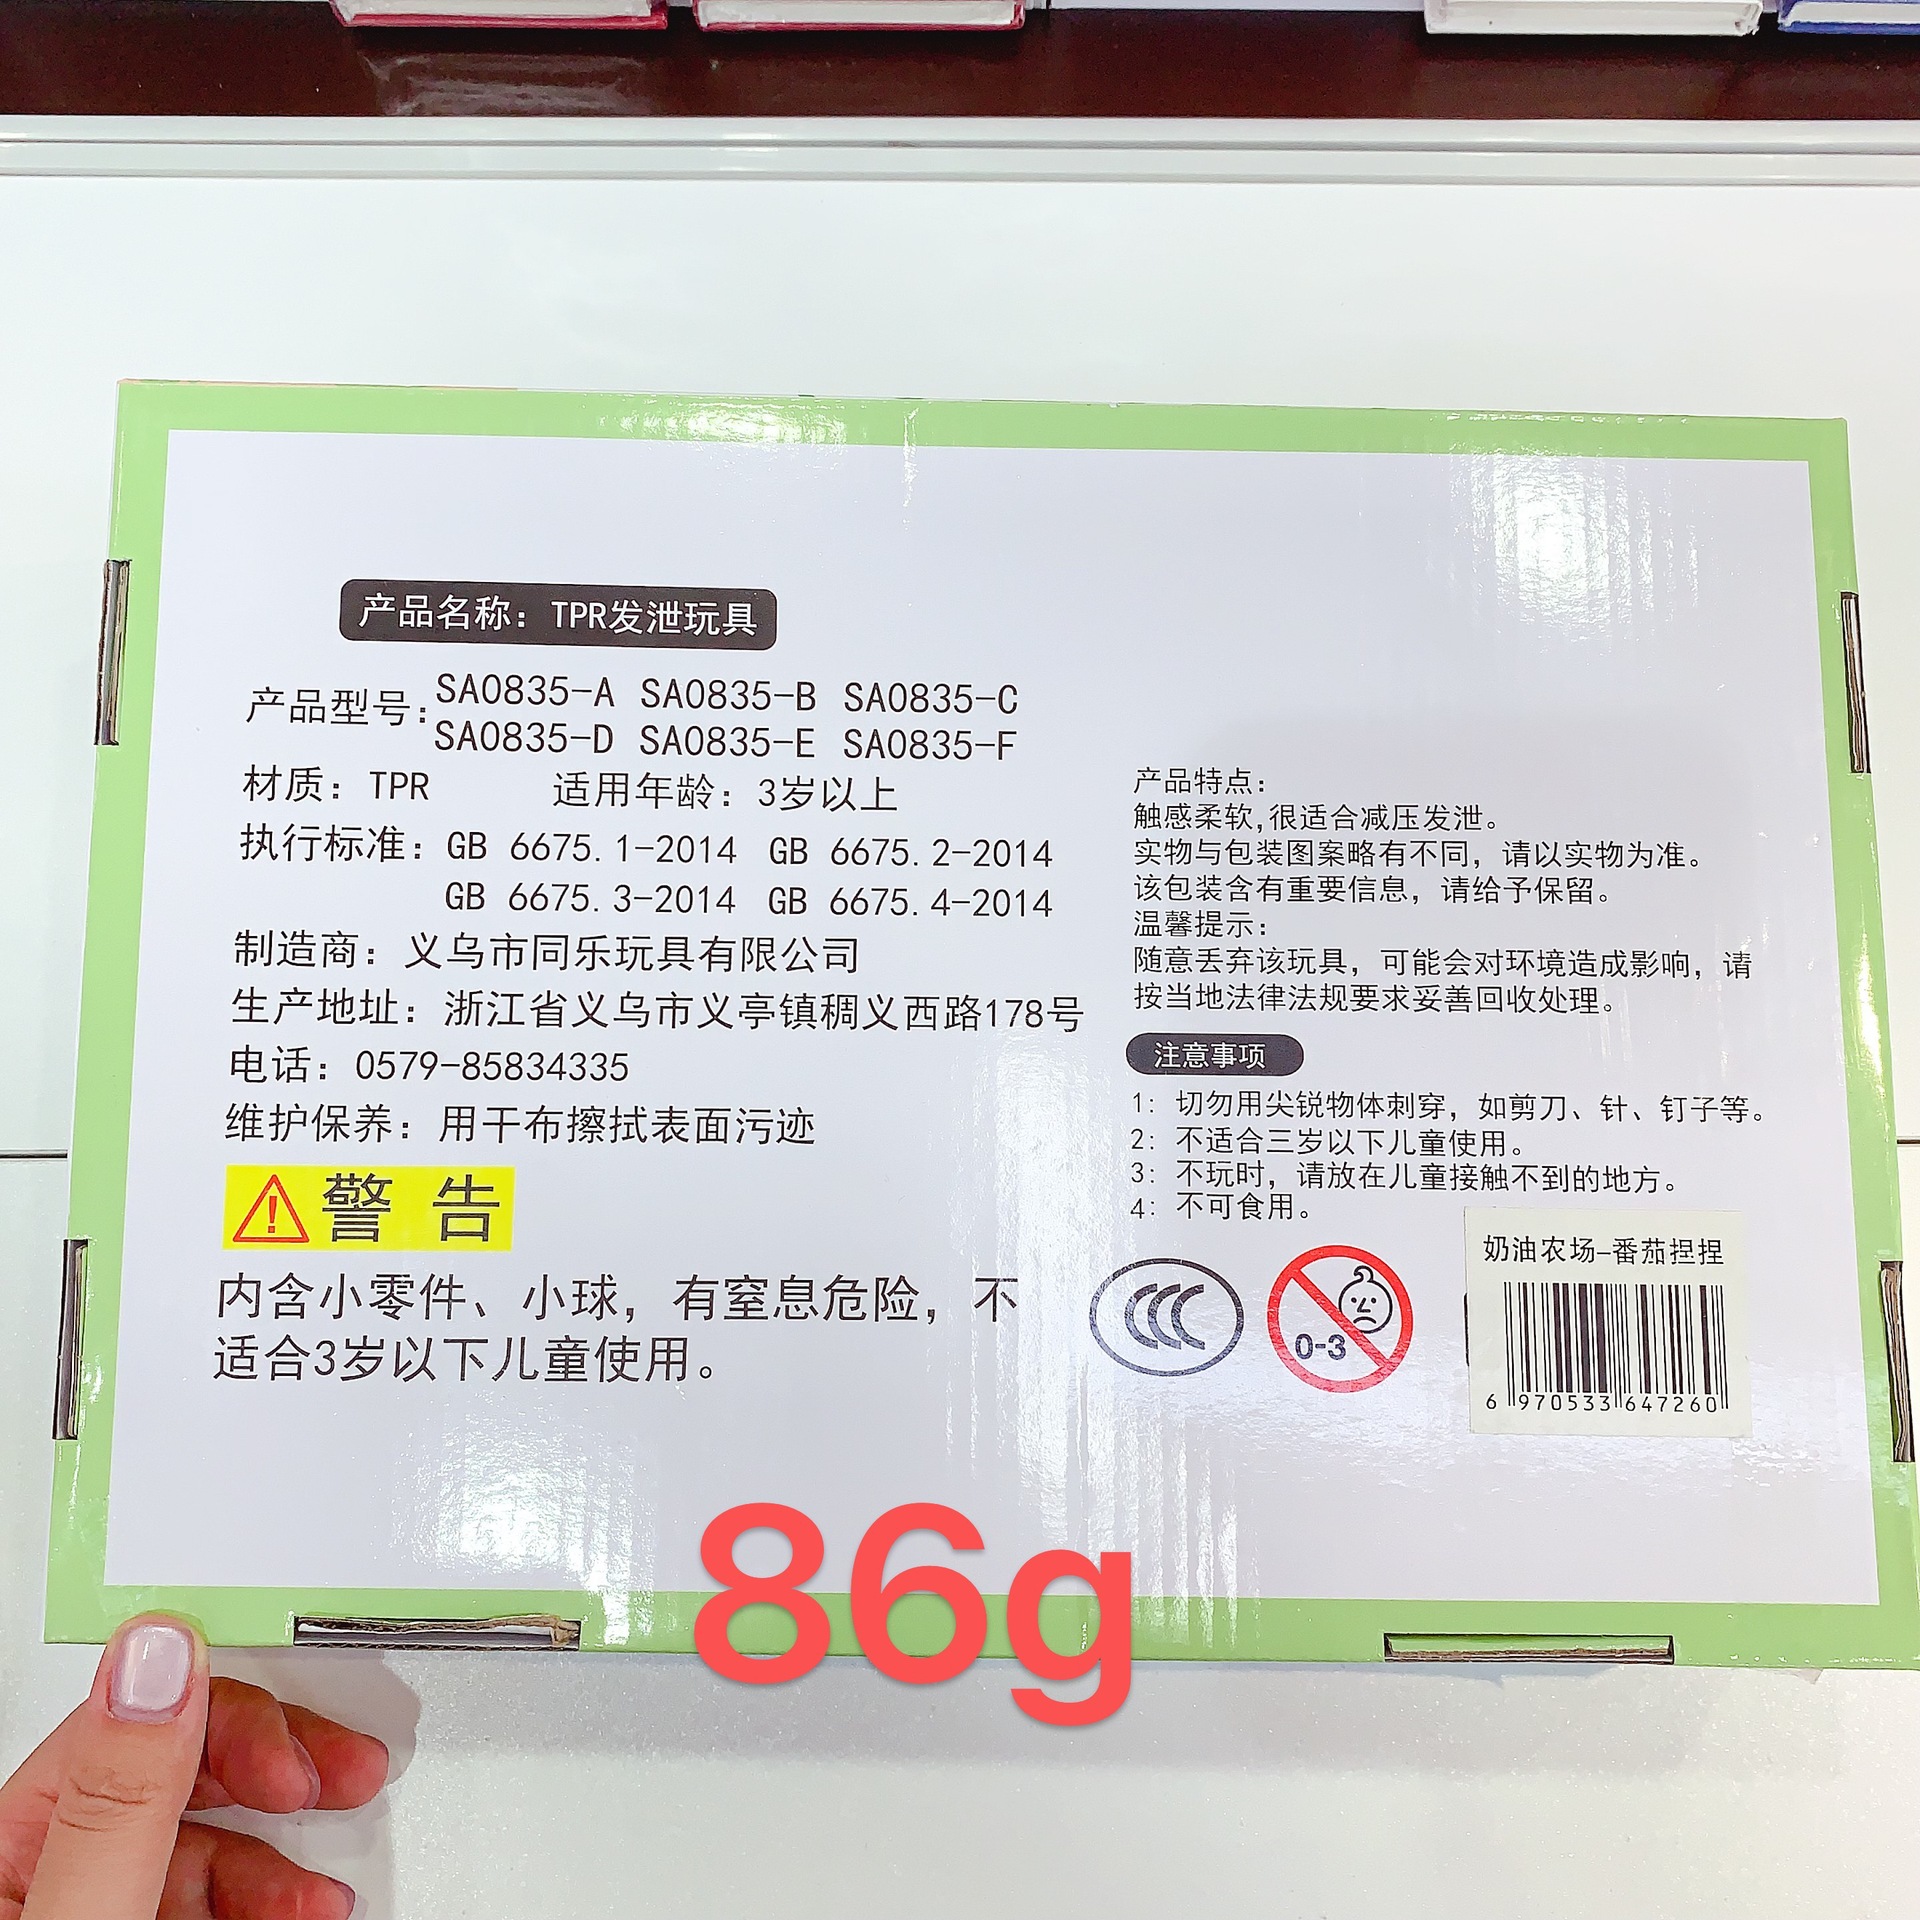 产品名称：TPR发泄玩具
产品型号：SA0835-A SA0835-B SA0835-C
SA0835-D SA0835-E SA0835-F
材质：TPR 适用年龄：3岁以上
执行标准：GB 6675.1-2014 GB 6675.2-2014
GB 6675.3-2014 GB 6675.4-2014
制造商：义乌市同乐玩具有限公司
生产地址：浙江省义乌市义亭镇稠义西路178号
电话：0579-85834335
维护保养：用干布擦拭表面污迹
警 告
内含小零件、小球，有窒息危险，不
适合3岁以下儿童使用。
产品特点：
触感柔软,很适合减压发泄。
实物与包装图案略有不同，请以实物为准。
该包装含有重要信息，请给予保留。
温馨提示：
随意丢弃该玩具，可能会对环境造成影响，请
按当地法律法规要求妥善回收处理。
注意事项
1：切勿用尖锐物体刺穿，如剪刀、针、钉子等。
2：不适合三岁以下儿童使用。
3：不玩时，请放在儿童接触不到的地方。
4：不可食用。
CCC
0-3
奶油农场-番茄捏捏
6 970533 647260
86g